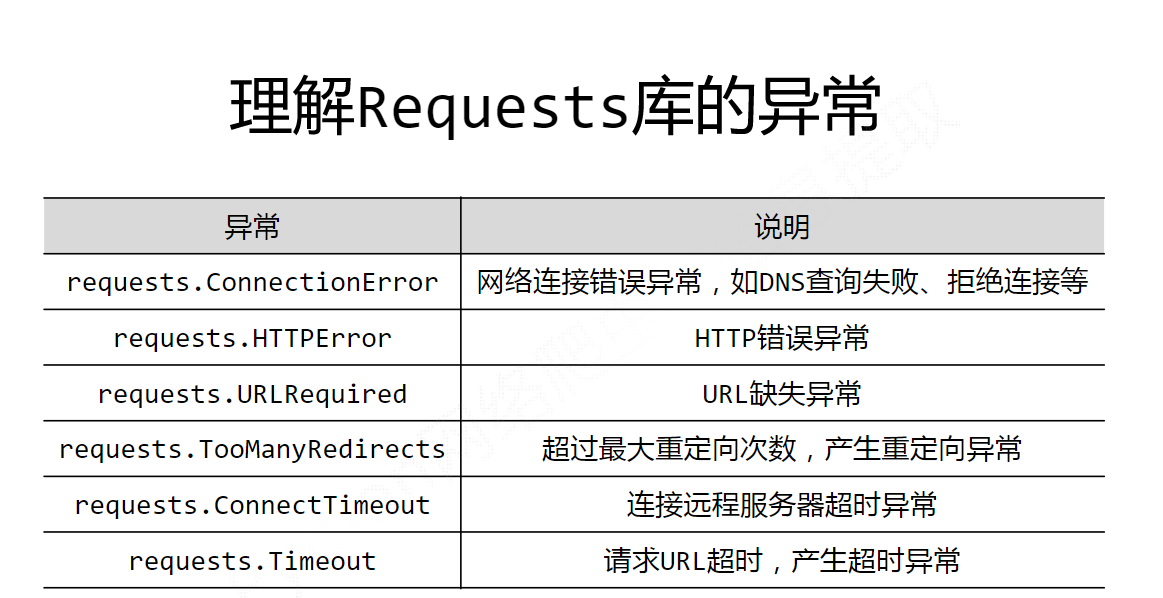 理解Requests库的异常
异常 说明
requests.ConnectionError 网络连接错误异常，如DNS查询失败、拒绝连接等
requests.HTTPError HTTP错误异常
requests.URLRequired URL缺失异常
requests.TooManyRedirects 超过最大重定向次数，产生重定向异常
requests.ConnectTimeout 连接远程服务器超时异常
requests.Timeout 请求URL超时，产生超时异常